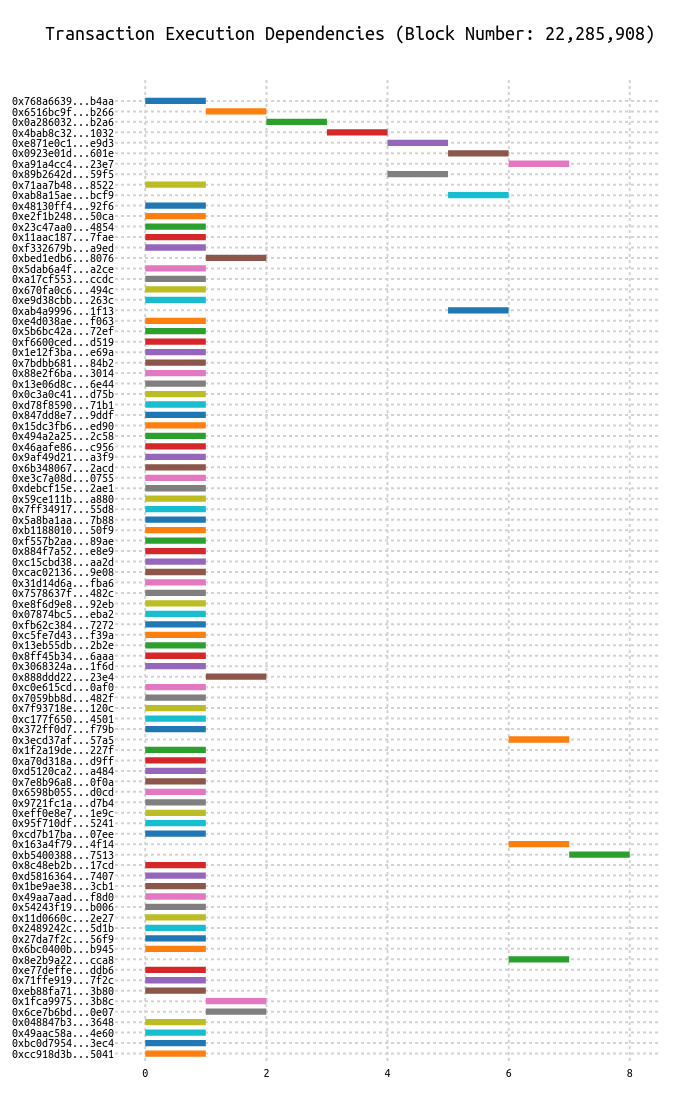 Transaction Execution Dependencies (Block Number: 22,285,908)
0x768a6639...b4aa
0x6516bc9f...b266
0x0a286032...b2a6
0x4bab8c32...1032
0xe871e0c1...e9d3
0x0923e01d...601e
0xa91a4cc4...23e7
0x89b2642d...59f5
0x71aa7b48...8522
0xab8a15ae...bcf9
0x48130ff4...92f6
0xe2f1b248...50ca
0x23c47aa0...4854
0x11aac187...7fae
0xf332679b...a9ed
0xbed1edb6...8076
0x5dab6a4f...a2ce
0xa17cf553...ccdc
0x670fa0c6...494c
0xe9d38cbb...263c
0xab4a9996...1f13
0xe4d038ae...f063
0x5b6bc42a...72ef
0xf6600ced...d519
0x1e12f3ba...e69a
0x7bdbb681...84b2
0x88e2f6ba...3014
0x13e06d8c...6e44
0x0c3a0c41...d75b
0xd78f8590...71b1
0x847dd8e7...9ddf
0x15dc3fb6...ed90
0x494a2a25...2c58
0x46aafe86...c956
0x9af49d21...a3f9
0x6b348067...2acd
0xe3c7a08d...0755
0xdebcf15e...2ae1
0x59ce111b...a880
0x7ff34917...55d8
0x5a8ba1aa...7b88
0xb1188010...50f9
0xf557b2aa...89ae
0x884f7a52...e8e9
0xc15cbd38...aa2d
0xcac02136...9e08
0x31d14d6a...fba6
0x7578637f...482c
0xe8f6d9e8...92eb
0x07874bc5...eba2
0xfb62c384...7272
0xc5fe7d43...f39a
0x13eb55db...2b2e
0x8ff45b34...6aaa
0x3068324a...1f6d
0x888ddd22...23e4
0xc0e615cd...0af0
0x7059bb8d...482f
0x7f93718e...120c
0xc177f650...4501
0x372ff0d7...f79b
0x3ecd37af...57a5
0x1f2a19de...227f
0xa70d318a...d9ff
0xd5120ca2...a484
0x7e8b96a8...0f0a
0x6598b055...d0cd
0x9721fc1a...d7b4
0xeff0e8e7...1e9c
0x95f710df...5241
0xcd7b17ba...07ee
0x163a4f79...4f14
0xb5400388...7513
0x8c48eb2b...17cd
0xd5816364...7407
0x1be9ae38...3cb1
0x49aa7aad...f8d0
0x54243f19...b006
0x11d0660c...2e27
0x2489242c...5d1b
0x27da7f2c...56f9
0x6bc0400b...b945
0x8e2b9a22...cca8
0xe77deffe...ddb6
0x71ffe919...7f2c
0xeb88fa71...3b80
0x1fca9975...3b8c
0x6ce7b6bd...0e07
0x048847b3...3648
0x49aac58a...4e60
0xbc0d7954...3ec4
0xcc918d3b...5041
0 2 4 6 8